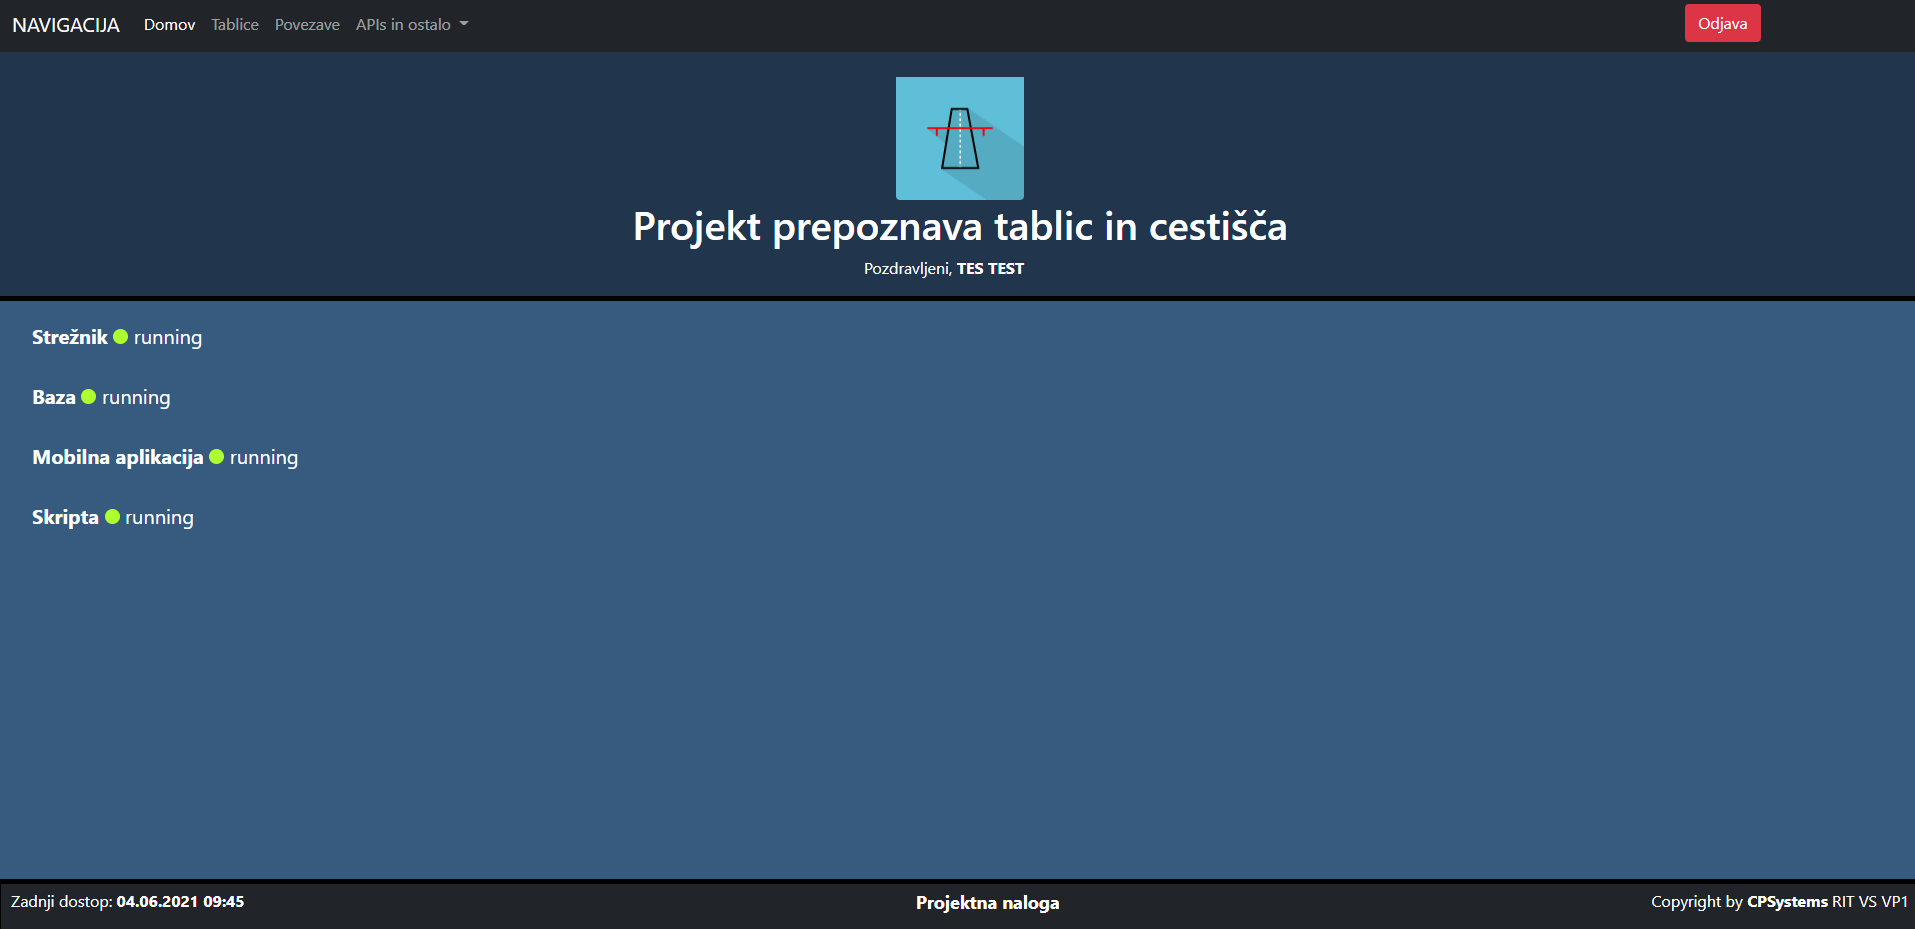 NAVIGACIJA Domov Tablice Povezave APIs in ostalo Odjava
Projekt prepoznava tablic in cestišča
Pozdravljeni, TES TEST
Strežnik running
Baza running
Mobilna aplikacija running
Skripta running
Zadnji dostop: 04.06.2021 09:45 Projektna naloga Copyright by CPSystems RIT VS VP1